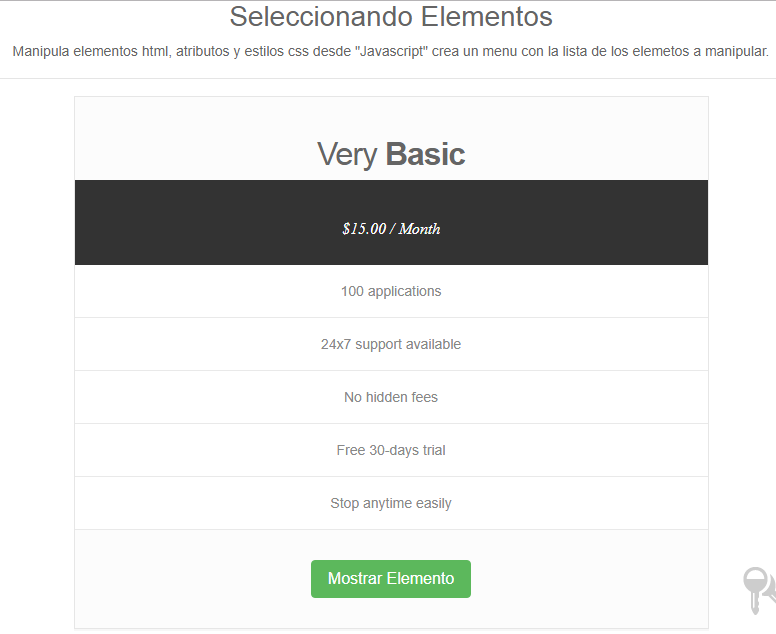 Seleccionando Elementos
Manipula elementos html, atributos y estilos css desde "Javascript" crea un menu con la lista de los elemetos a manipular.
Very Basic
$15.00 / Month
100 applications
24x7 support available
No hidden fees
Free 30-days trial
Stop anytime easily
Mostrar Elemento